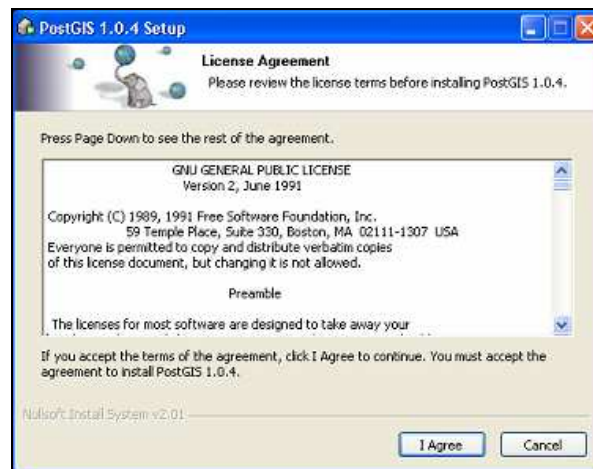 PostGIS 1.0.4 Setup
License Agreement
Please review the license terms before installing PostGIS 1.0.4.
Press Page Down to see the rest of the agreement.
GNU GENERAL PUBLIC LICENSE
Version 2, June 1991
Copyright (C) 1989, 1991 Free Software Foundation, Inc.
59 Temple Place, Suite 330, Boston, MA 02111-1307 USA
Everyone is permitted to copy and distribute verbatim copies
of this license document, but changing it is not allowed.
Preamble
The licenses for most software are designed to take away your
If you accept the terms of the agreement, click I Agree to continue. You must accept the
agreement to install PostGIS 1.0.4.
Nullsoft Install System v2.01
I Agree
Cancel